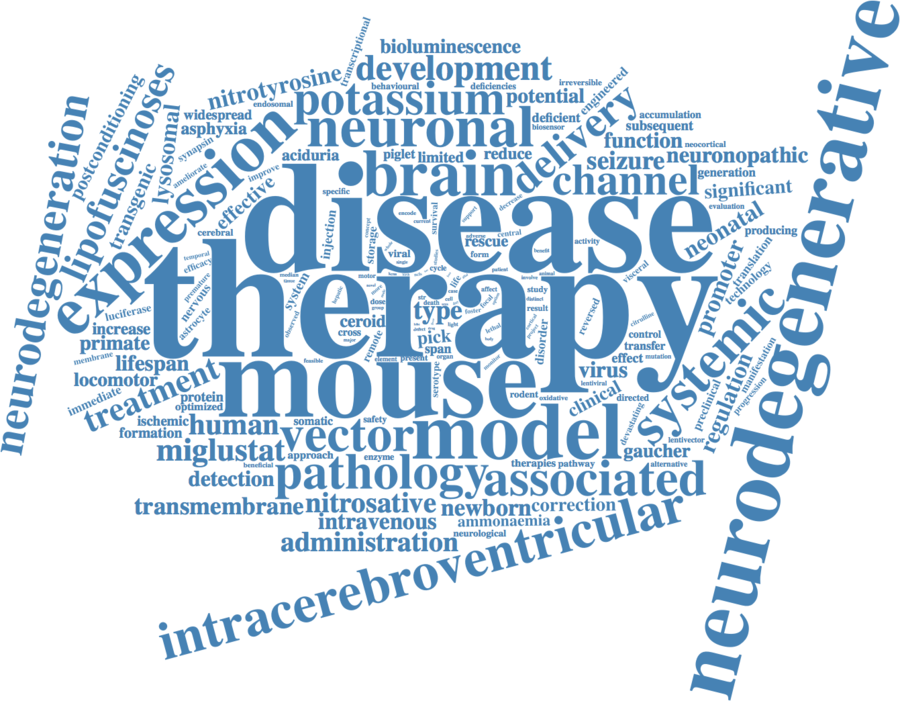 transcriptional
bioluminescence
development
behavioural
deficiencies
irreversible
engineered
nitrotyrosine
endosomal
potassium
potential
postconditioning
lipofuscinoses
neurodegeneration
widespread
asphyxia
lysosomal
synapsin
transgenic
expression
ameliorate
improve
effective
aciduria
neuronal
piglet
limited
reduce
deficient
biosensor
delivery
accumulation
subsequent
function
neocortical
seizure
neuronopathic
generation
brain
channel
significant
evaluation
neurodegenerative
specific
disease
cerebral
injection
storage
concept
encode
current
survival
support
decrease
adverse
central
viral
rescue
form
benefit
activity
neonatal
producing
temporal
efficacy
premature
nervous
astrocyte
luciferase
system
median
observed
hepatic
motor
single
dose
group
cycle
life
patient
animal
affect
study
distinct
result
visceral
promoter
translation
technology
therapy
type
death
cell
focal
faster
light
lethal
reversed
citrulline
increase
primate
membrane
lifespan
locomotor
immediate
treatment
ceroid
cross
major
remote
pick
span
organ
element
present
feasible
serotype
disorder
control
transfer
effect
mutation
virus
lentiviral
systemic
manifestation
progression
preclinical
regulation
protein
optimized
mouse
rodent
oxidative
clinical
directed
devastating
ischemic
formation
human
somatic
safety
vector
model
lentivector
gaucher
alternative
miglustat
approach
enzyme
beneficial
therapies
pathway
detection
pathology
associated
transmembrane
nitrosative
newborn
correction
intravenous
ammonaemia
neurological
administration
intracerebroventricular